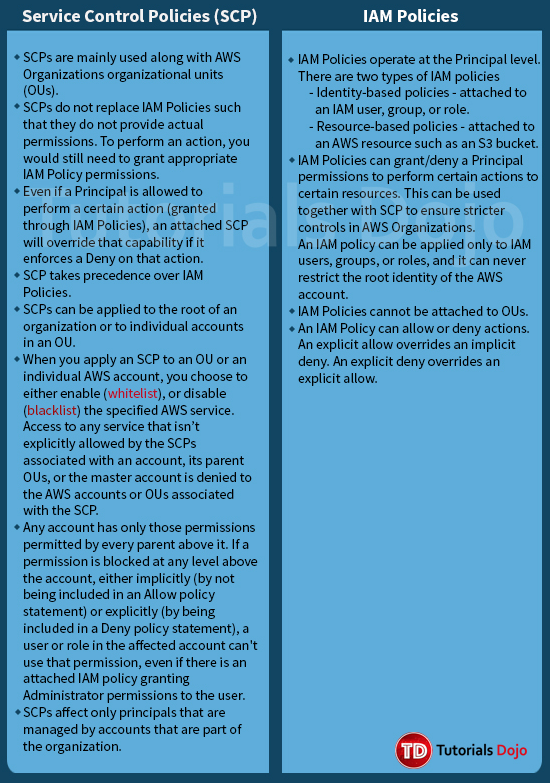 Service Control Policies (SCP)
SCPs are mainly used along with AWS
Organizations organizational units
(OUs).
SCPs do not replace IAM Policies such
that they do not provide actual
permissions. To perform an action, you
would still need to grant appropriate
IAM Policy permissions.
Even if a Principal is allowed to
perform a certain action (granted
through IAM Policies), an attached SCP
will override that capability if it
enforces a Deny on that action.
SCP takes precedence over IAM
Policies.
SCPs can be applied to the root of an
organization or to individual accounts
in an OU.
When you apply an SCP to an OU or an
individual AWS account, you choose to
either enable (whitelist), or disable
(blacklist) the specified AWS service.
Access to any service that isn’t
explicitly allowed by the SCPs
associated with an account, its parent
OUs, or the master account is denied to
the AWS accounts or OUs associated
with the SCP.
Any account has only those permissions
permitted by every parent above it. If a
permission is blocked at any level above
the account, either implicitly (by not
being included in an Allow policy
statement) or explicitly (by being
included in a Deny policy statement), a
user or role in the affected account can't
use that permission, even if there is an
attached IAM policy granting
Administrator permissions to the user.
SCPs affect only principals that are
managed by accounts that are part of
the organization.
IAM Policies
IAM Policies operate at the Principal level.
There are two types of IAM policies
- Identity-based policies - attached to
an IAM user, group, or role.
- Resource-based policies - attached to
an AWS resource such as an S3 bucket.
IAM Policies can grant/deny a Principal
permissions to perform certain actions to
certain resources. This can be used
together with SCP to ensure stricter
controls in AWS Organizations.
An IAM policy can be applied only to IAM
users, groups, or roles, and it can never
restrict the root identity of the AWS
account.
IAM Policies cannot be attached to OUs.
An IAM Policy can allow or deny actions.
An explicit allow overrides an implicit
deny. An explicit deny overrides an
explicit allow.
Tutorials Dojo
TD Tutorials Dojo